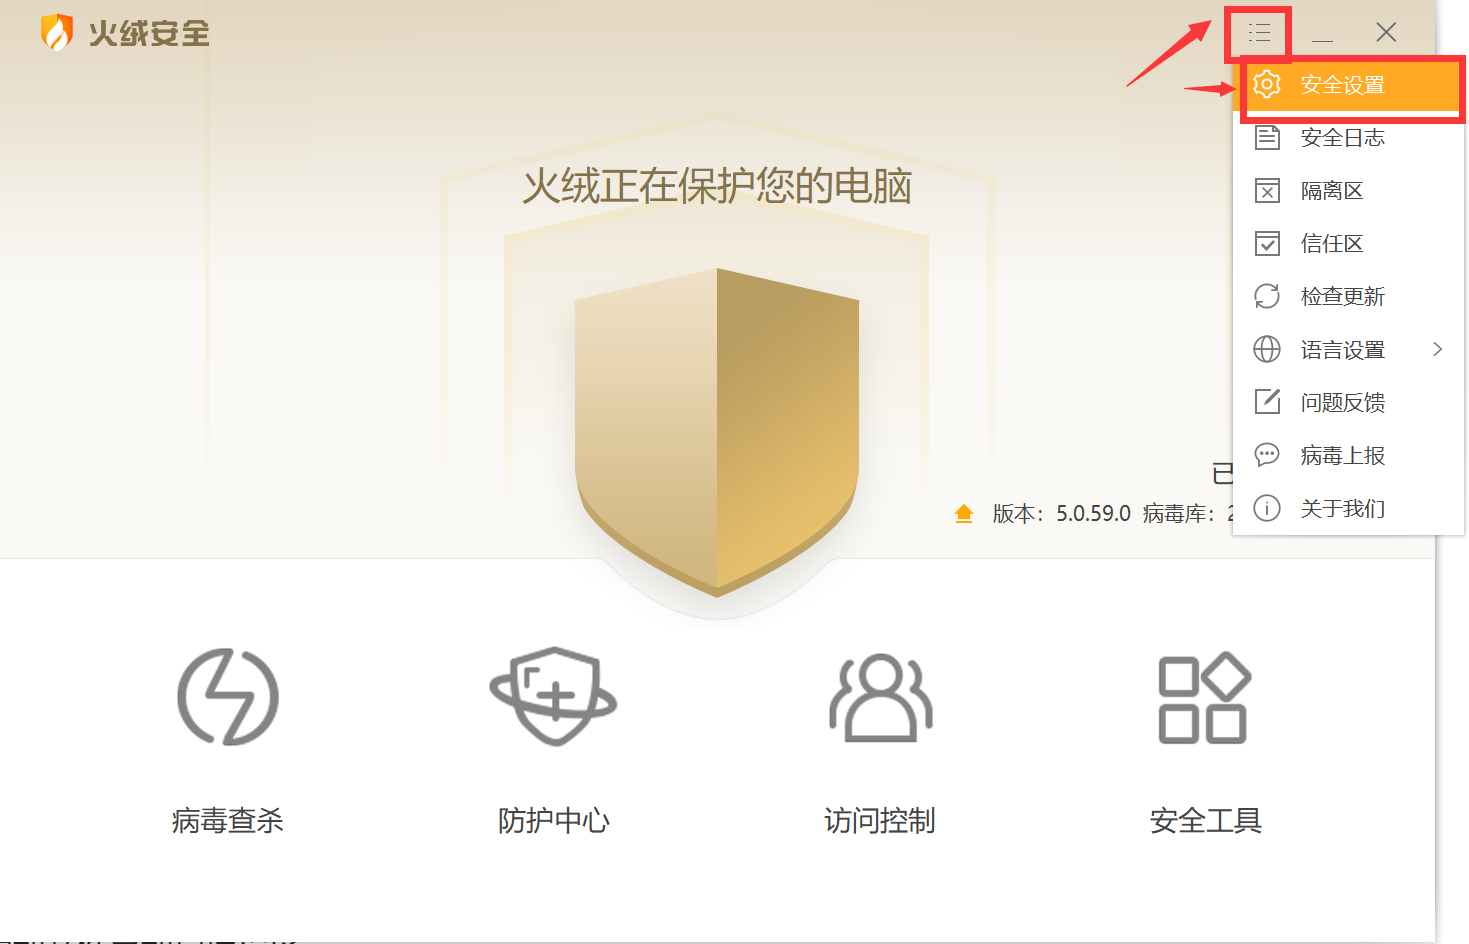 火绒安全
安全设置
安全日志
隔离区
信任区
检查更新
语言设置
问题反馈
病毒上报
关于我们
火绒正在保护您的电脑
已
版本：5.0.59.0 病毒库：2
病毒查杀
防护中心
访问控制
安全工具